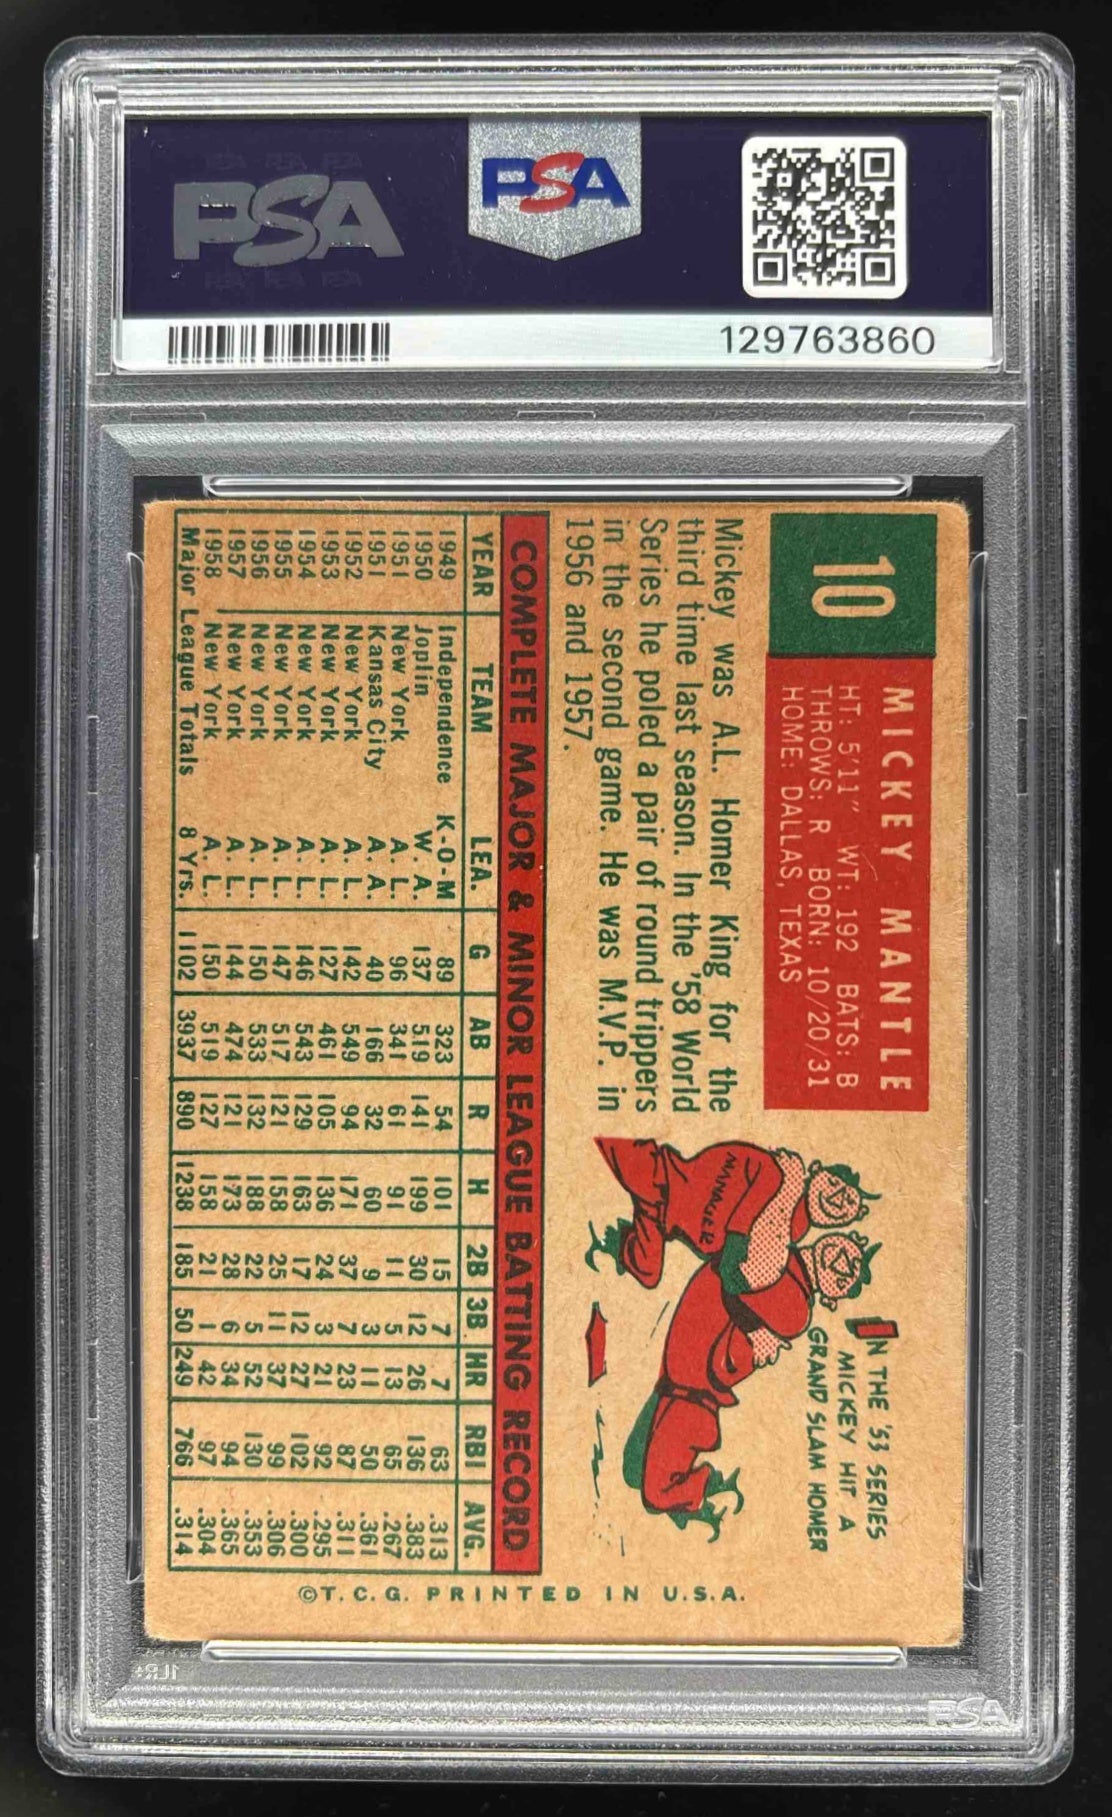 PSA PSA PSA
PSA
PSA PSA PSA
PSA
129763860
10
MICKEY MANTLE
HT: 5'11" WT: 192 BATS: B
THROWS: R BORN: 10/20/31
HOME: DALLAS, TEXAS
Mickey was A.L. Homer King for the
third time last season. In the '58 World
Series he poled a pair of round trippers
in the second game. He was M.V.P. in
1956 and 1957.
IN THE '53 SERIES
MICKEY HIT A
GRAND SLAM HOMER
MANAGER
COMPLETE MAJOR & MINOR LEAGUE BATTING RECORD
YEAR TEAM LEA. G AB R H 2B 3B HR RBI AVG.
1949 Independence K-O-M 89 323 54 101 15 7 7 63 .313
1950 Joplin W. A. 137 519 141 199 30 12 26 136 .383
1951 New York A. L. 96 341 61 91 11 5 13 65 .267
1951 Kansas City A. A. 40 166 32 60 9 3 11 50 .361
1952 New York A. L. 142 549 94 171 37 7 23 87 .311
1953 New York A. L. 127 461 105 136 24 3 21 92 .295
1954 New York A. L. 146 543 129 163 17 12 27 102 .300
1955 New York A. L. 147 517 121 158 25 11 37 99 .306
1956 New York A. L. 150 533 132 188 22 5 52 130 .353
1957 New York A. L. 144 474 121 173 28 6 34 94 .365
1958 New York A. L. 150 519 127 158 21 1 42 97 .304
Major League Totals 8 Yrs. 1102 3937 890 1238 185 50 249 766 .314
©T.C.G. PRINTED IN U.S.A.
PSA